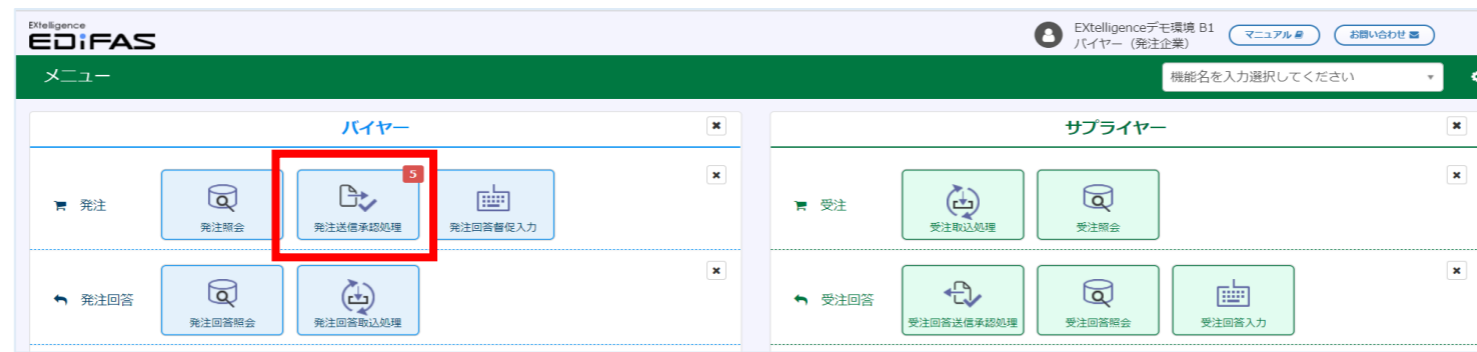 EXtelligence
EDiFAS
EXtelligenceデモ環境 B1
バイヤー（発注企業）
マニュアル
お問い合わせ
メニュー
機能名を入力選択してください
バイヤー
発注
発注照会
5
発注送信承認処理
発注回答督促入力
発注回答
発注回答照会
発注回答取込処理
サプライヤー
受注
受注取込処理
受注照会
受注回答
受注回答送信承認処理
受注回答照会
受注回答入力